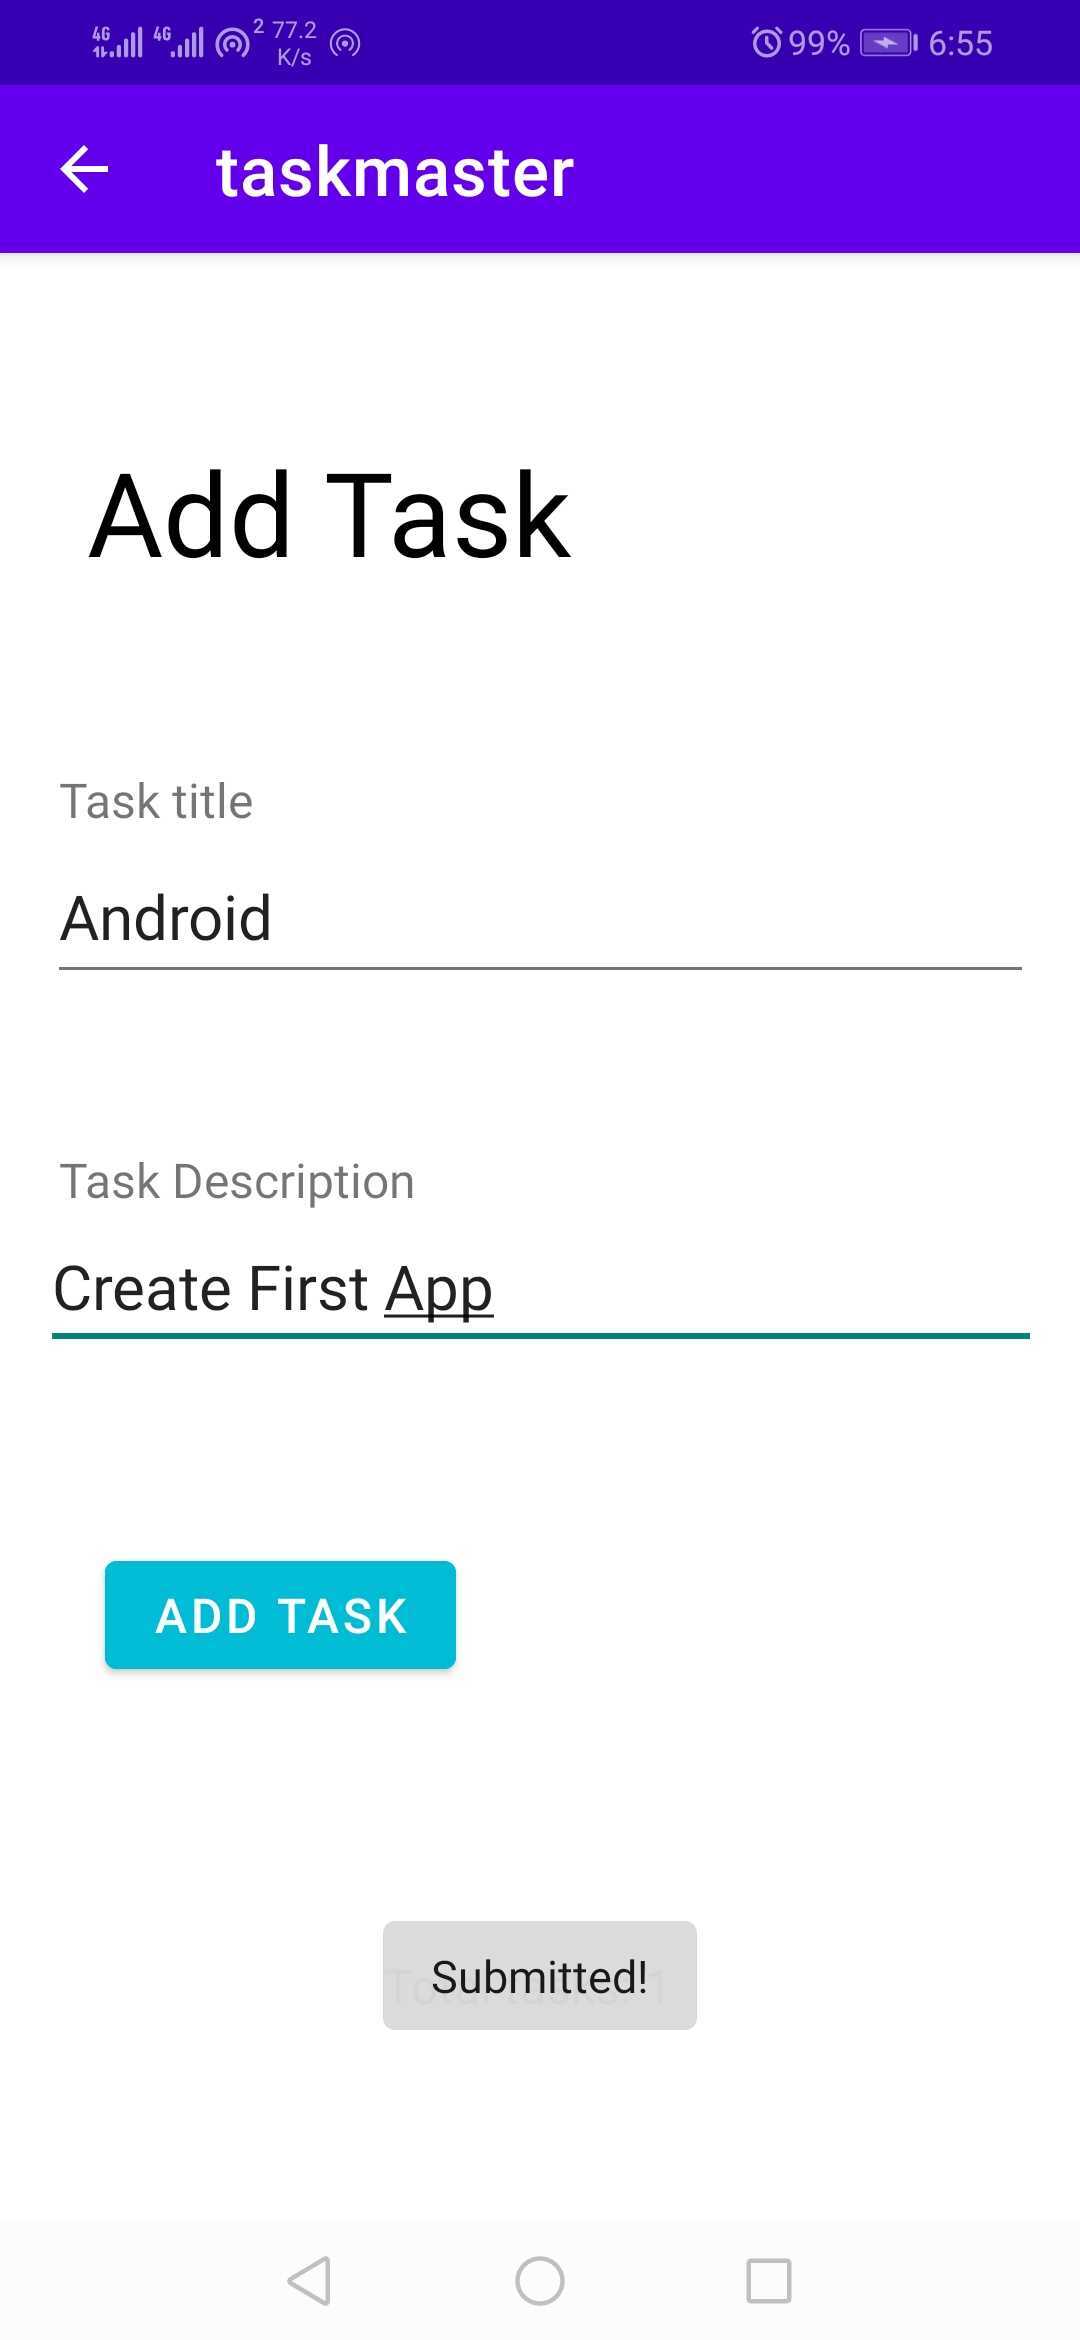 4G 4G 2 77.2 K/s 99% 6:55
taskmaster
Add Task
Task title
Android
Task Description
Create First App
ADD TASK
Submitted!